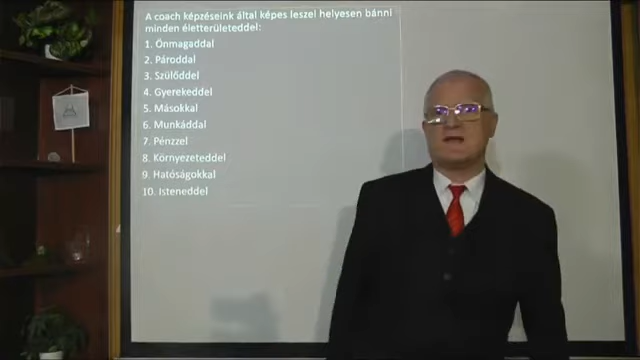 A coach képzéseink által képes leszel helyesen bánni
minden életterületeddel:
1. Önmagaddal
2. Pároddal
3. Szülőddel
4. Gyerekeddel
5. Másokkal
6. Munkáddal
7. Pénzzel
8. Környezeteddel
9. Hatóságokkal
10. Isteneddel